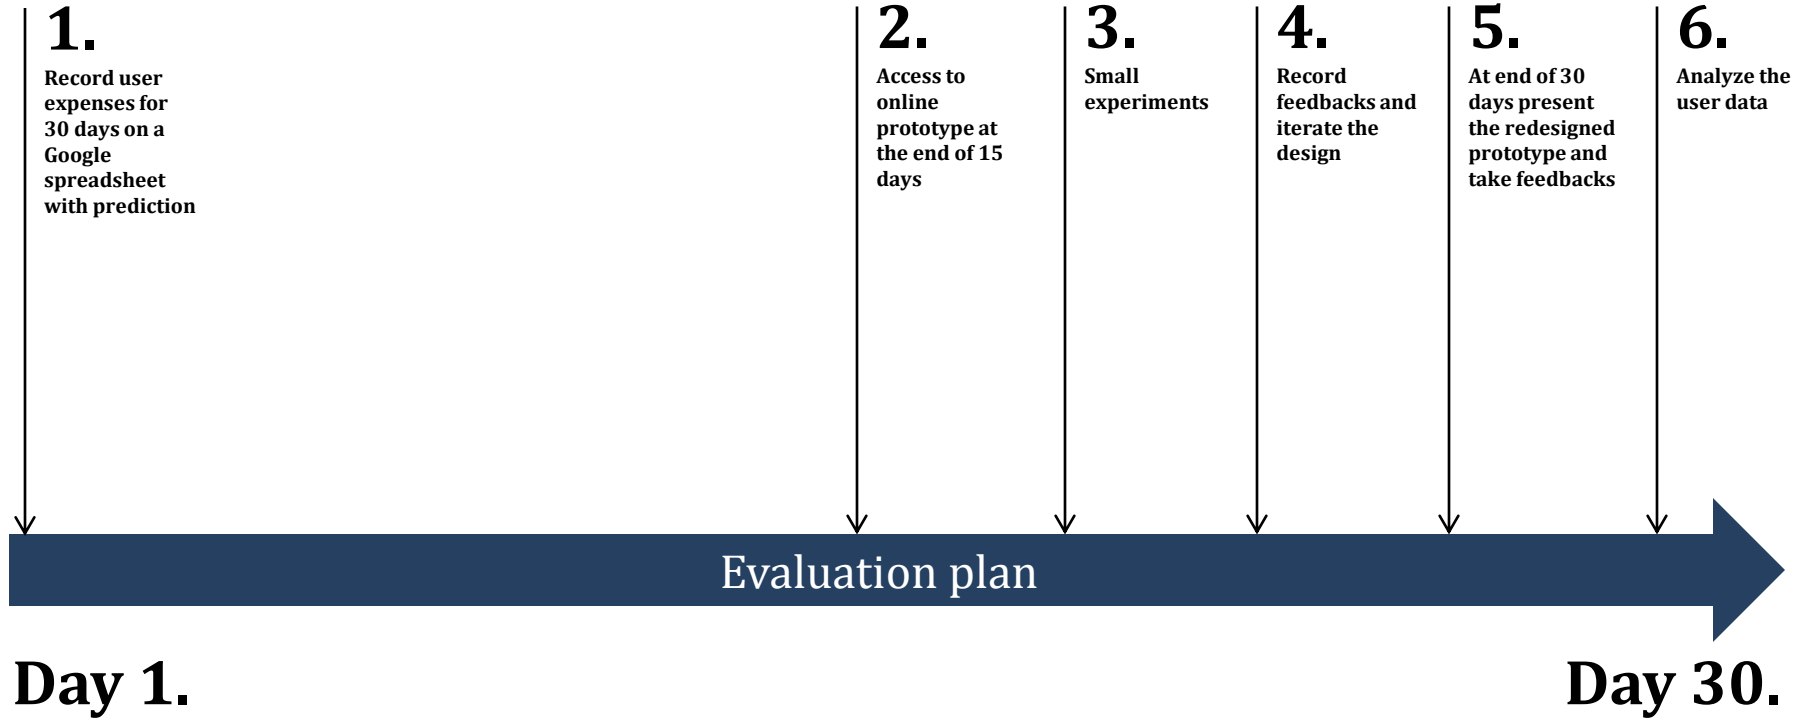 1.
Record user
expenses for
30 days on a
Google
spreadsheet
with prediction
2.
Access to
online
prototype at
the end of 15
days
3.
Small
experiments
4.
Record
feedbacks and
iterate the
design
5.
At end of 30
days present
the redesigned
prototype and
take feedbacks
6.
Analyze the
user data
Evaluation plan
Day 1.
Day 30.